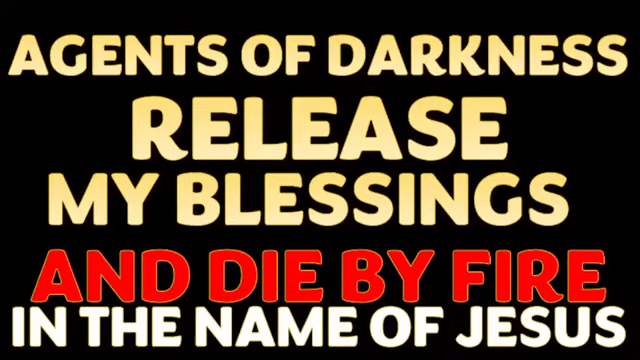 AGENTS OF DARKNESS
RELEASE
MY BLESSINGS
AND DIE BY FIRE
IN THE NAME OF JESUS